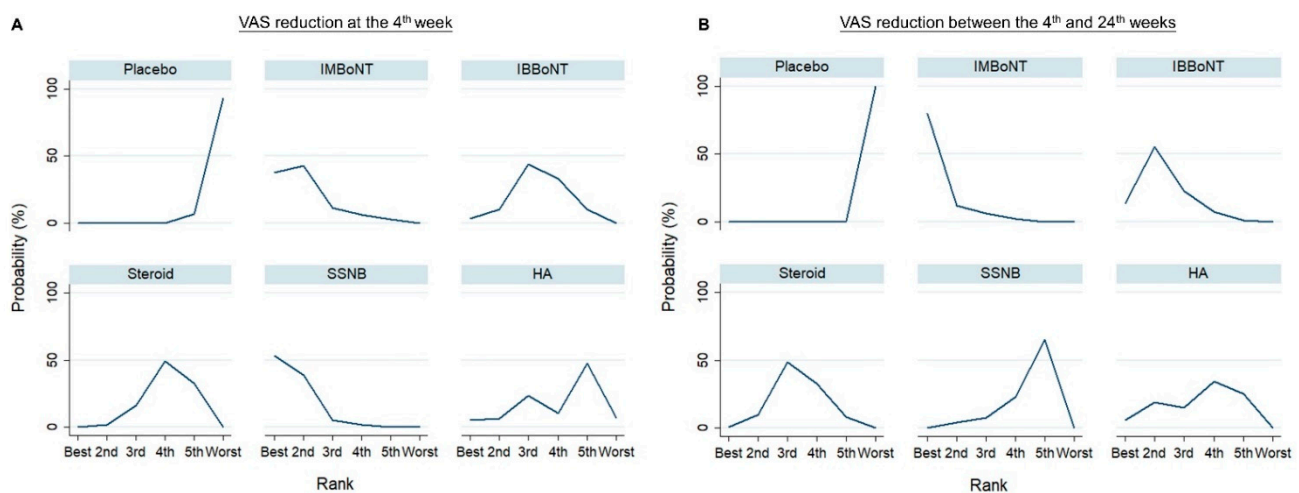 A
VAS reduction at the 4th week
Placebo
IMBoNT
IBBoNT
100
50
0
Steroid
SSNB
HA
100
50
0
Probability (%)
Best 2nd 3rd 4th 5th Worst
Best 2nd 3rd 4th 5th Worst
Best 2nd 3rd 4th 5th Worst
Rank
B
VAS reduction between the 4th and 24th weeks
Placebo
IMBoNT
IBBoNT
100
50
0
Steroid
SSNB
HA
100
50
0
Probability (%)
Best 2nd 3rd 4th 5th Worst
Best 2nd 3rd 4th 5th Worst
Best 2nd 3rd 4th 5th Worst
Rank